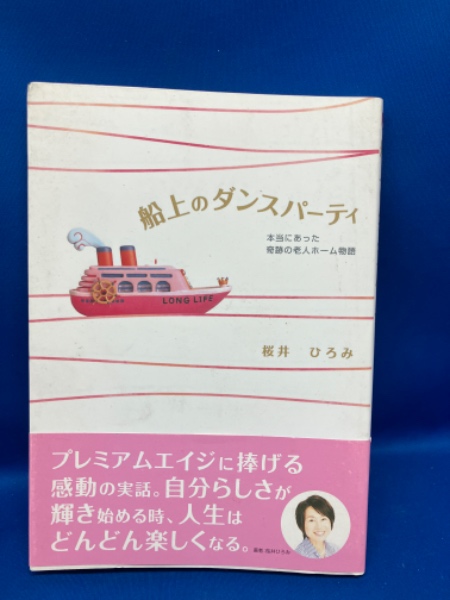 船上のダンスパーティ
本当にあった
奇跡の老人ホーム物語
LONG LIFE
桜井 ひろみ
プレミアムエイジに捧げる
感動の実話。自分らしさが
輝き始める時、人生は
どんどん楽しくなる。